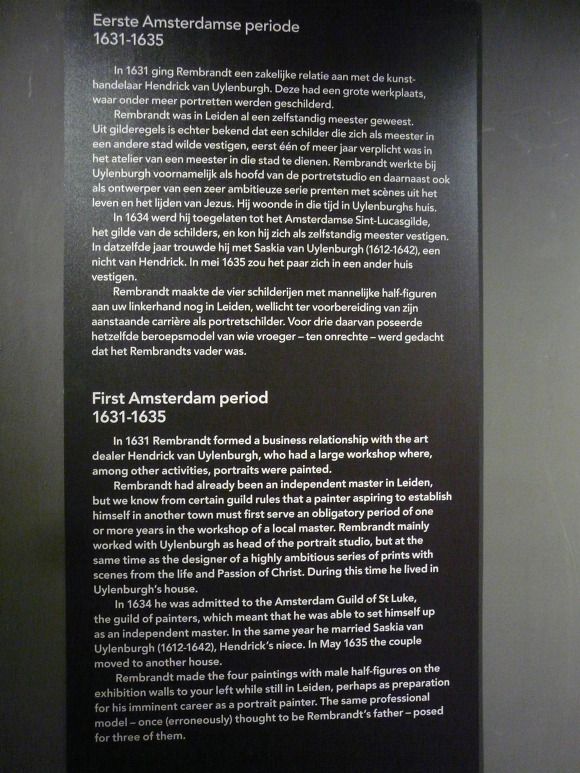 Eerste Amsterdamse periode
1631-1635
In 1631 ging Rembrandt een zakelijke relatie aan met de kunst-
handelaar Hendrick van Uylenburgh. Deze had een grote werkplaats,
waar onder meer portretten werden geschilderd.
Rembrandt was in Leiden al een zelfstandig meester geweest.
Uit gilderegels is echter bekend dat een schilder die zich als meester in
een andere stad wilde vestigen, eerst één of meer jaar verplicht was in
het atelier van een meester in die stad te dienen. Rembrandt werkte bij
Uylenburgh voornamelijk als hoofd van de portretstudio en daarnaast ook
als ontwerper van een zeer ambitieuze serie prenten met scènes uit het
leven en het lijden van Jezus. Hij woonde in die tijd in Uylenburghs huis.
In 1634 werd hij toegelaten tot het Amsterdamse Sint-Lucasgilde,
het gilde van de schilders, en kon hij zich als zelfstandig meester vestigen.
In datzelfde jaar trouwde hij met Saskia van Uylenburgh (1612-1642), een
nicht van Hendrick. In mei 1635 zou het paar zich in een ander huis
vestigen.
Rembrandt maakte de vier schilderijen met mannelijke half-figuren
aan uw linkerhand nog in Leiden, wellicht ter voorbereiding van zijn
aanstaande carrière als portretschilder. Voor drie daarvan poseerde
hetzelfde beroepsmodel van wie vroeger – ten onrechte – werd gedacht
dat het Rembrandts vader was.
First Amsterdam period
1631-1635
In 1631 Rembrandt formed a business relationship with the art
dealer Hendrick van Uylenburgh, who had a large workshop where,
among other activities, portraits were painted.
Rembrandt had already been an independent master in Leiden,
but we know from certain guild rules that a painter aspiring to establish
himself in another town must first serve an obligatory period of one
or more years in the workshop of a local master. Rembrandt mainly
worked with Uylenburgh as head of the portrait studio, but at the
same time as the designer of a highly ambitious series of prints with
scenes from the life and Passion of Christ. During this time he lived in
Uylenburgh's house.
In 1634 he was admitted to the Amsterdam Guild of St Luke,
the guild of painters, which meant that he was able to set himself up
as an independent master. In the same year he married Saskia van
Uylenburgh (1612-1642), Hendrick's niece. In May 1635 the couple
moved to another house.
Rembrandt made the four paintings with male half-figures on the
exhibition walls to your left while still in Leiden, perhaps as preparation
for his imminent career as a portrait painter. The same professional
model – once (erroneously) thought to be Rembrandt's father – posed
for three of them.